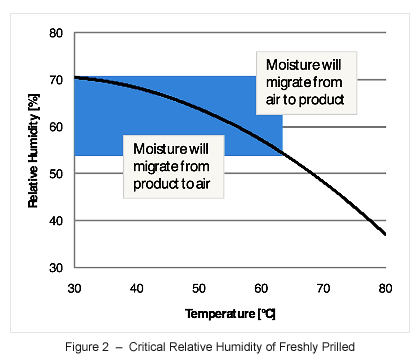 80
70
60
50
40
30
Relative Humidity [%]
Moisture will
migrate from
air to product
Moisture will
migrate from
product to air
30 40 50 60 70 80
Temperature [°C]
Figure 2 – Critical Relative Humidity of Freshly Prilled